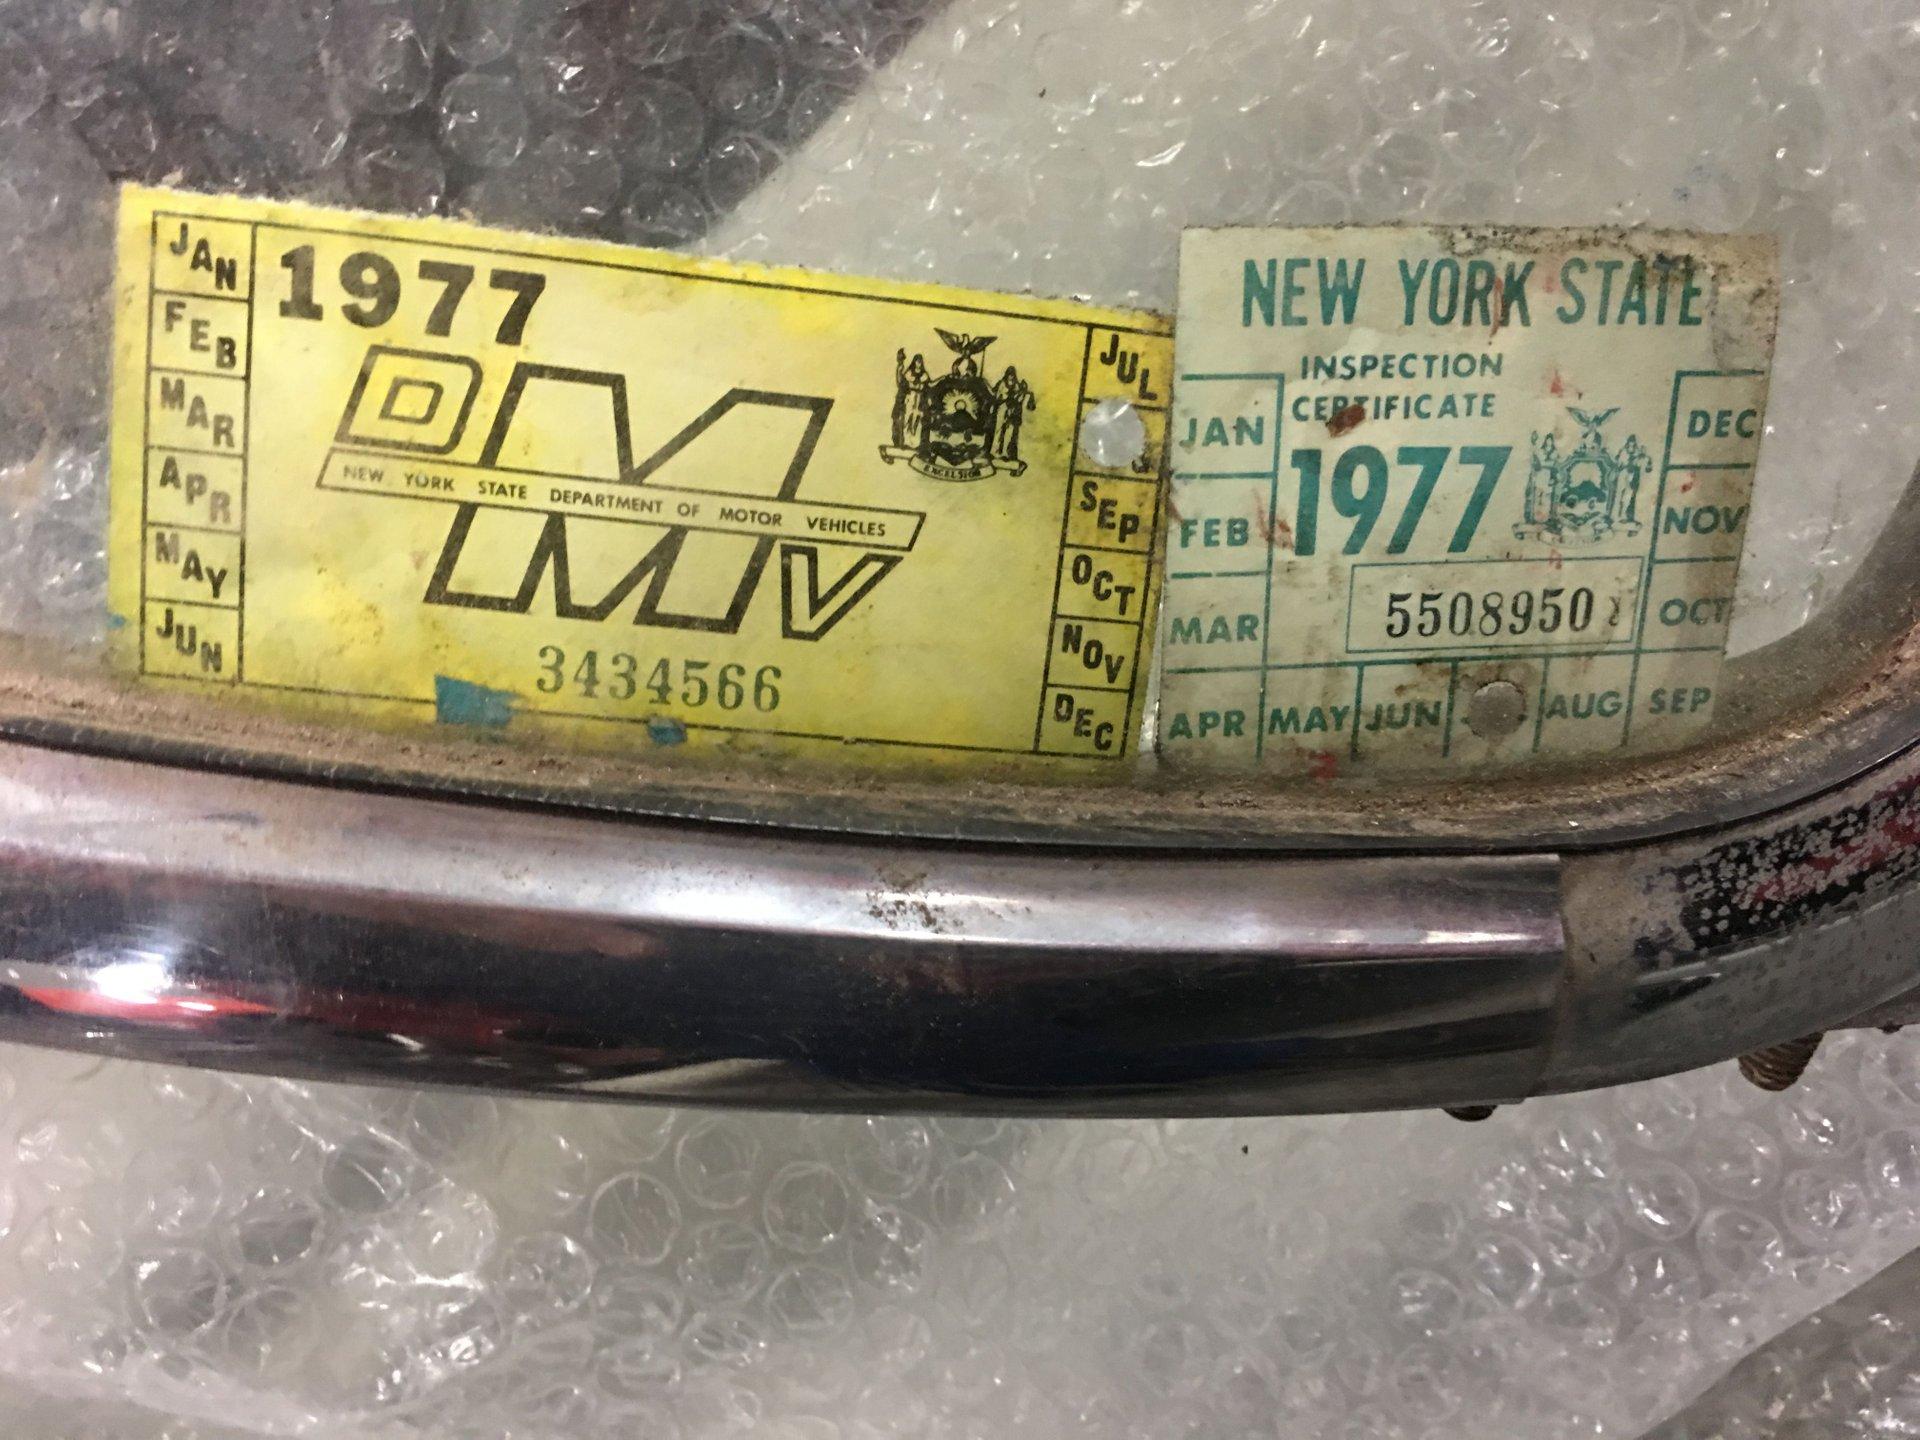 JAN
FEB
MAR
APR
MAY
JUN
1977
DMV
NEW YORK STATE DEPARTMENT OF MOTOR VEHICLES
3434566
EXCELSIOR
JUL
SEP
OCT
NOV
DEC
NEW YORK STATE
INSPECTION
CERTIFICATE
1977
5508950
JAN
FEB
MAR
APR MAY JUN AUG SEP
OCT
NOV
DEC